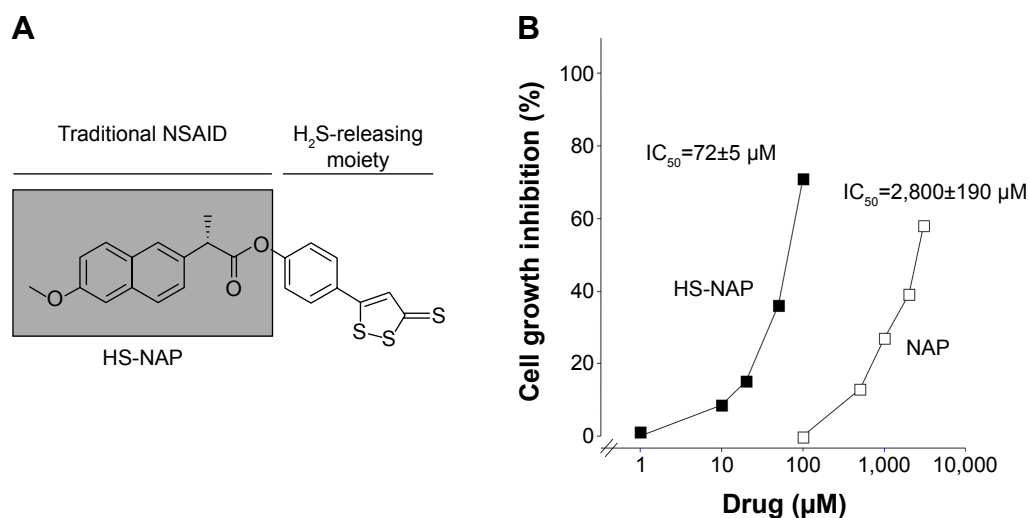 A
Traditional NSAID
H₂S-releasing
moiety
O
O
O
S
S
S
HS-NAP
B
Cell growth inhibition (%)
100
80
60
40
20
0
IC₅₀=72±5 µM
IC₅₀=2,800±190 µM
HS-NAP
NAP
1
10
100
1,000
10,000
Drug (µM)